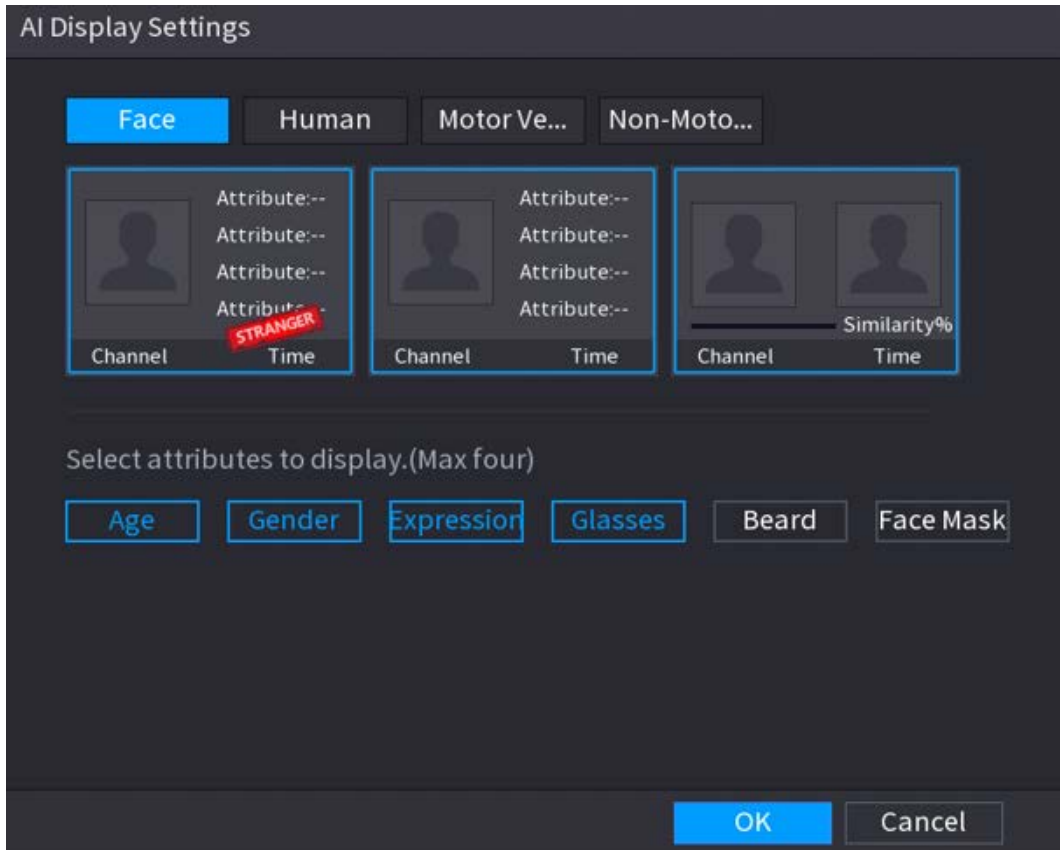 AI Display Settings
Face Human Motor Ve... Non-Moto...
Attribute:-- Attribute:--
Attribute:-- Attribute:--
Attribute:-- Attribute:--
Attribute:-- Attribute:--
STRANGER Similarity%
Channel Time Channel Time Channel Time
Select attributes to display.(Max four)
Age Gender Expression Glasses Beard Face Mask
OK Cancel